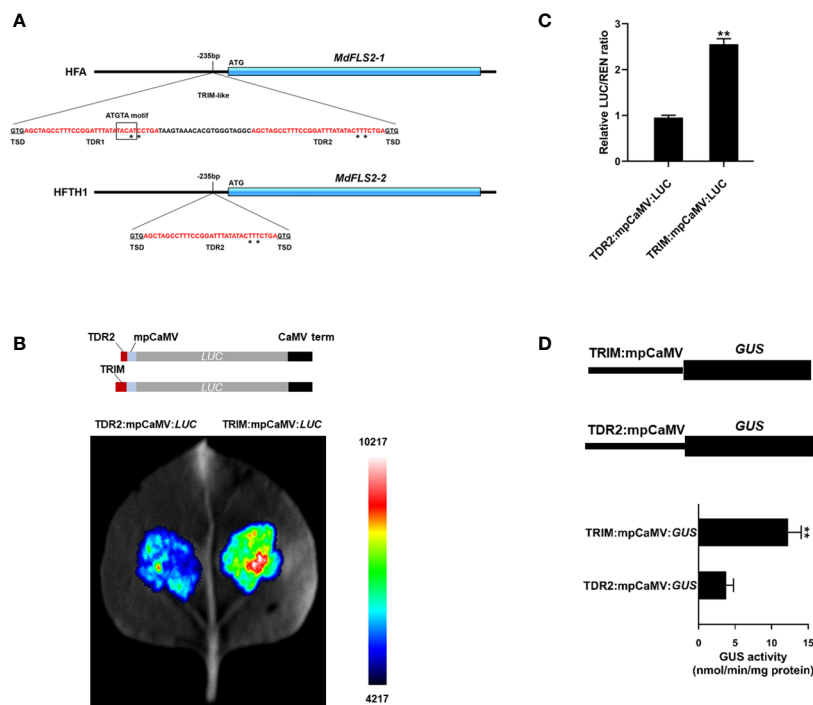 A
-235bp
ATG
MdFLS2-1
HFA
TRIM-like
ATGTA motif
GTGAGCTAGCCTTTCCGGATTTATATACATCCTGATAAGTAAACACGTGGGTAGGCAGCTAGCCTTTCCGGATTTATATACTTTCTGAGTG
* * * *
TSD TDR1 TDR2 TSD
-235bp
ATG
MdFLS2-2
HFTH1
GTGAGCTAGCCTTTCCGGATTTATATACTTTCTGAGTG
* *
TSD TDR2 TSD
B
TDR2 mpCaMV CaMV term
LUC
TRIM
LUC
TDR2:mpCaMV:LUC TRIM:mpCaMV:LUC
10217
4217
C
Relative LUC/REN ratio
3
2
1
0
**
TDR2:mpCaMV:LUC
TRIM:mpCaMV:LUC
D
TRIM:mpCaMV GUS
TDR2:mpCaMV GUS
TRIM:mpCaMV:GUS
**
TDR2:mpCaMV:GUS
0 5 10 15
GUS activity
(nmol/min/mg protein)